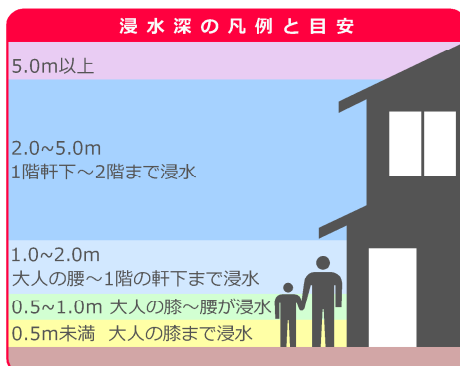 浸水深の凡例と目安
5.0m以上
2.0~5.0m
1階軒下～2階まで浸水
1.0~2.0m
大人の腰～1階の軒下まで浸水
0.5~1.0m 大人の膝～腰が浸水
0.5m未満 大人の膝まで浸水